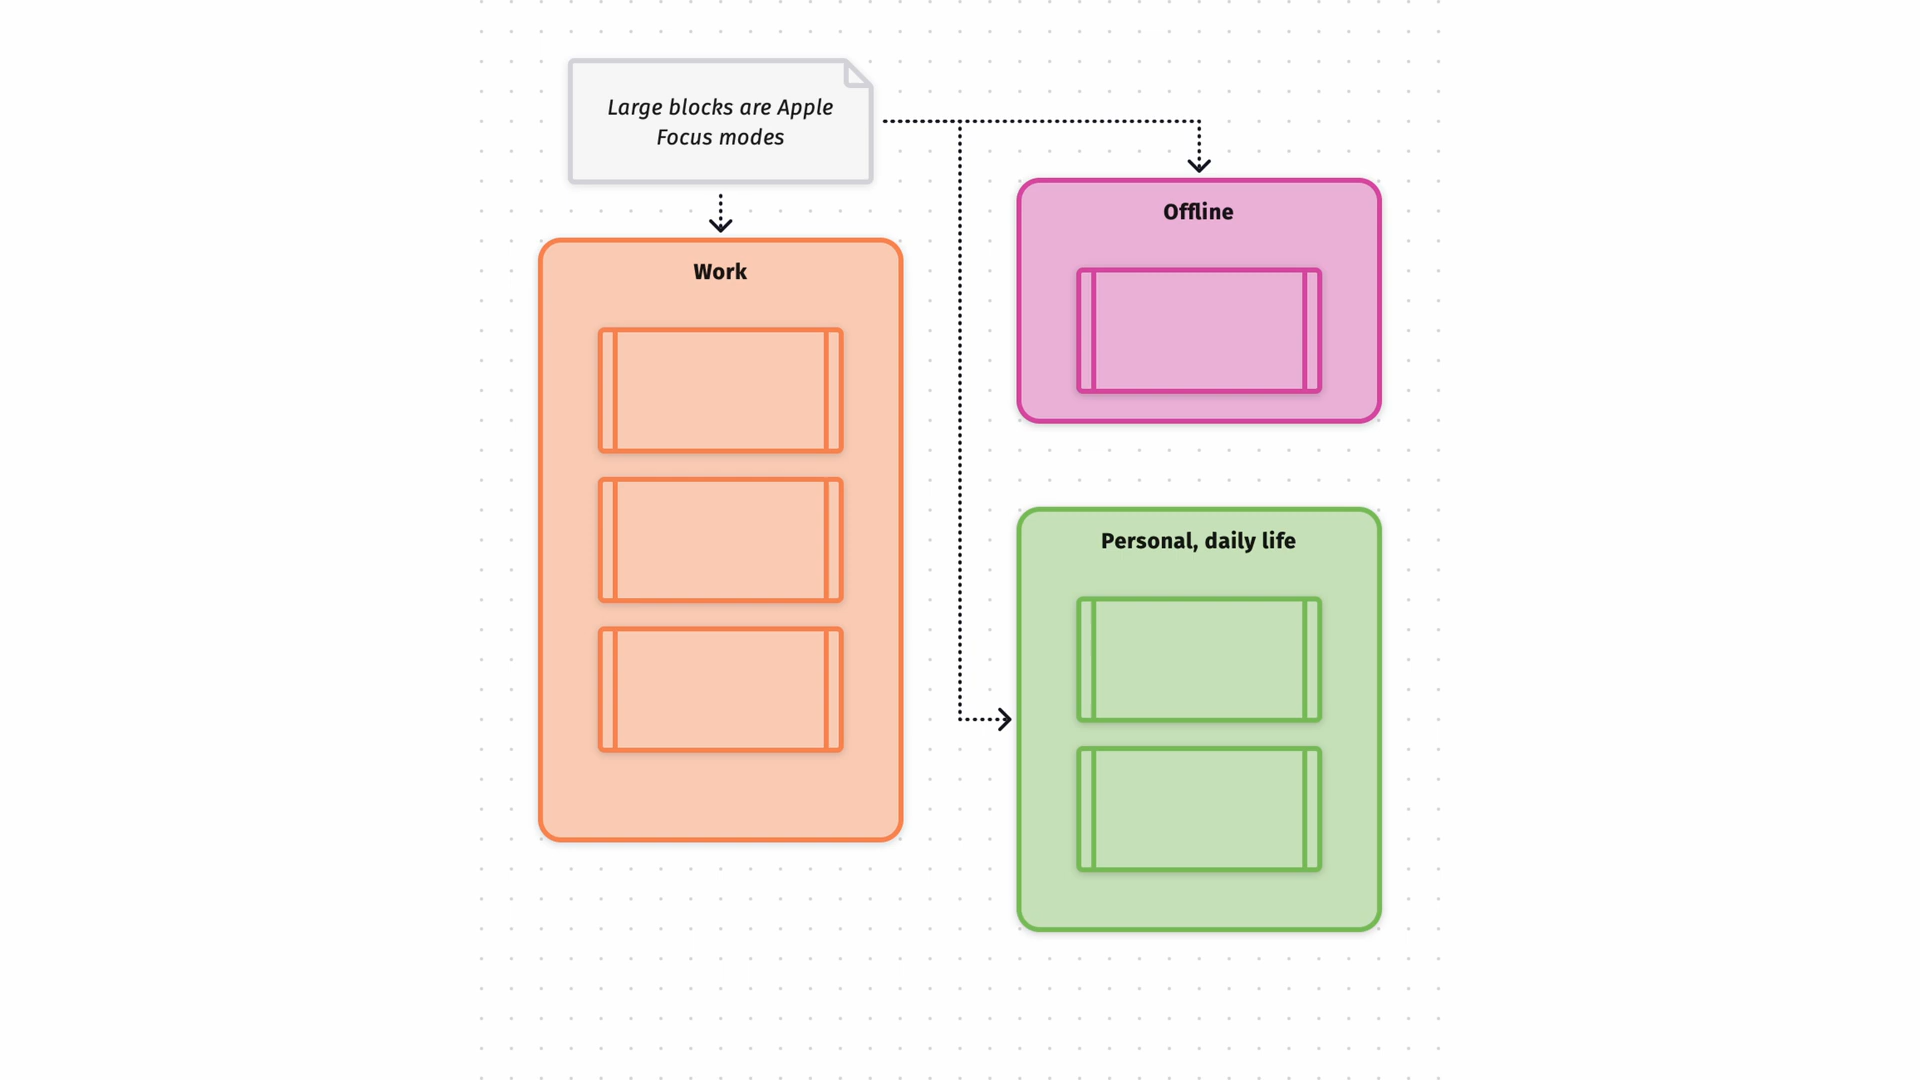 Large blocks are Apple
Focus modes
Offline
Work
Personal, daily life